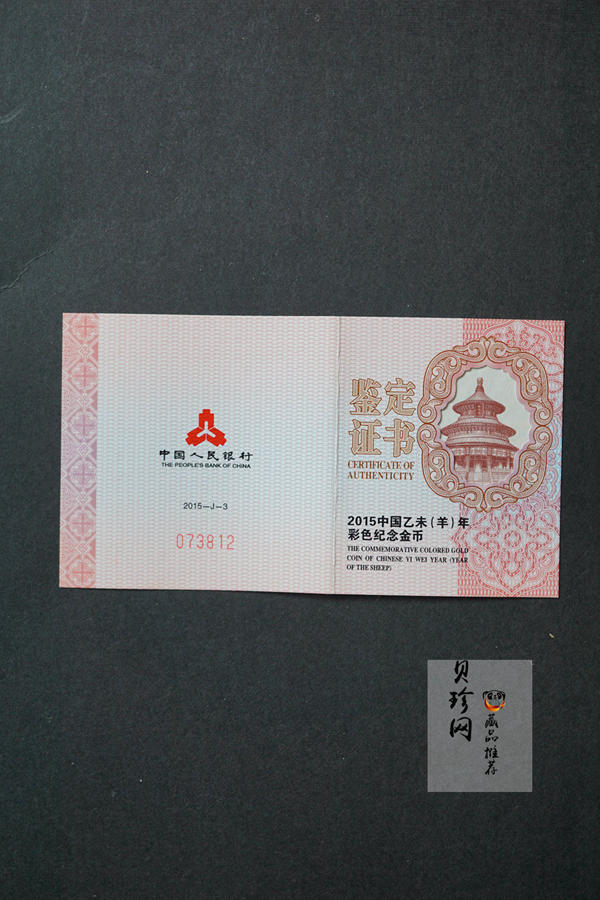 中国人民银行
THE PEOPLE'S BANK OF CHINA
2015-J-3
073812
鉴定
证书
CERTIFICATE OF
AUTHENTICITY
2015中国乙未(羊)年
彩色纪念金币
THE COMMEMORATIVE COLORED GOLD
COIN OF CHINESE YI WEI YEAR (YEAR
OF THE SHEEP)
贝珍网
藏品推荐